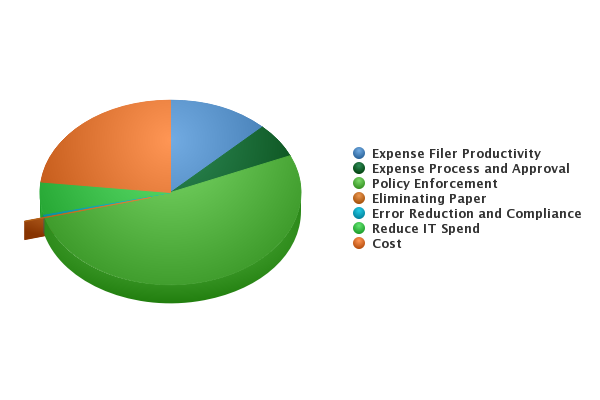 Expense Filer Productivity
Expense Process and Approval
Policy Enforcement
Eliminating Paper
Error Reduction and Compliance
Reduce IT Spend
Cost